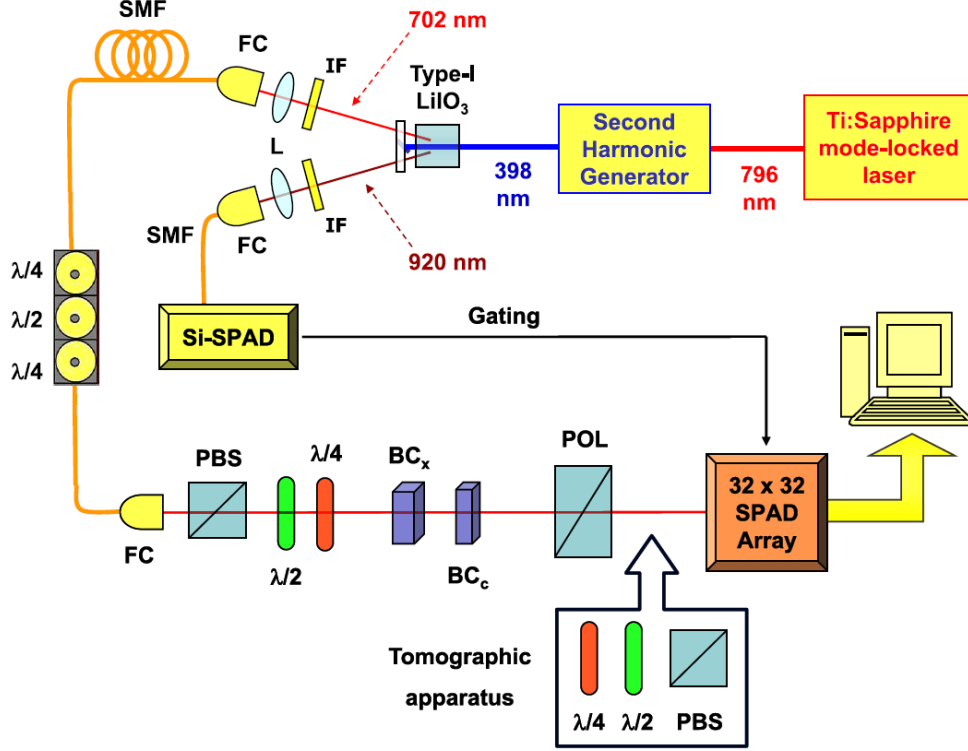 SMF
FC
IF
702 nm
Type-I
LiIO₃
Second
Harmonic
Generator
Ti:Sapphire
mode-locked
laser
L
398
nm
796
nm
SMF
FC
IF
920 nm
λ/4
λ/2
λ/4
Si-SPAD
Gating
PBS
λ/4
BCₓ
POL
32 x 32
SPAD
Array
FC
λ/2
BC꜀
Tomographic
apparatus
λ/4
λ/2
PBS